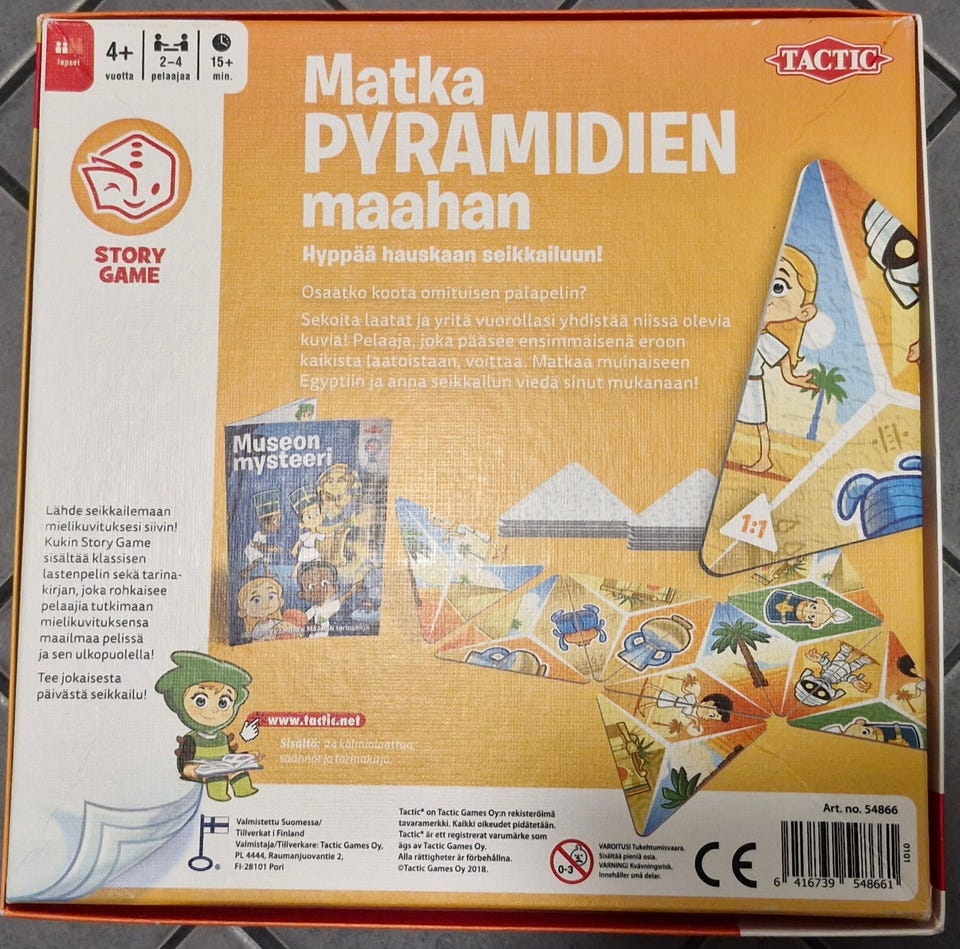 lapset
4+
vuotta
2–4
pelaajaa
15+
min.
TACTIC
Matka
PYRAMIDIEN
maahan
Hyppää hauskaan seikkailuun!
STORY
GAME
Osaatko koota omituisen palapelin?
Sekoita laatat ja yritä vuorollasi yhdistää niissä olevia
kuvia! Pelaaja, joka pääsee ensimmäisenä eroon
kaikista laatoistaan, voittaa. Matkaa muinaiseen
Egyptiin ja anna seikkailun viedä sinut mukanaan!
Museon
mysteeri
1:1
Lähde seikkailemaan
mielikuvituksesi siivin!
Kukin Story Game
sisältää klassisen
lastenpelin sekä tarina-
kirjan, joka rohkaisee
pelaajia tutkimaan
mielikuvituksensa
maailmaa pelissä
ja sen ulkopuolella!
Tee jokaisesta
päivästä seikkailu!
www.tactic.net
Sisältö: 24 kolmiolaattaa,
säännöt ja tarinakirja.
Valmistettu Suomessa/
Tillverkat i Finland
Valmistaja/Tillverkare: Tactic Games Oy,
PL 4444, Raumanjuovantie 2,
FI-28101 Pori
Tactic® on Tactic Games Oy:n rekisteröimä
tavaramerkki. Kaikki oikeudet pidätetään.
Tactic® är ett registrerat varumärke som
ägs av Tactic Games Oy.
Alla rättigheter är förbehållna.
©Tactic Games Oy 2018.
0-3
VAROITUS! Tukehtumisvaara.
Sisältää pieniä osia.
VARNING! Kvävningsrisk.
Innehåller små delar.
CE
Art. no. 54866
6 416739 548661
1010